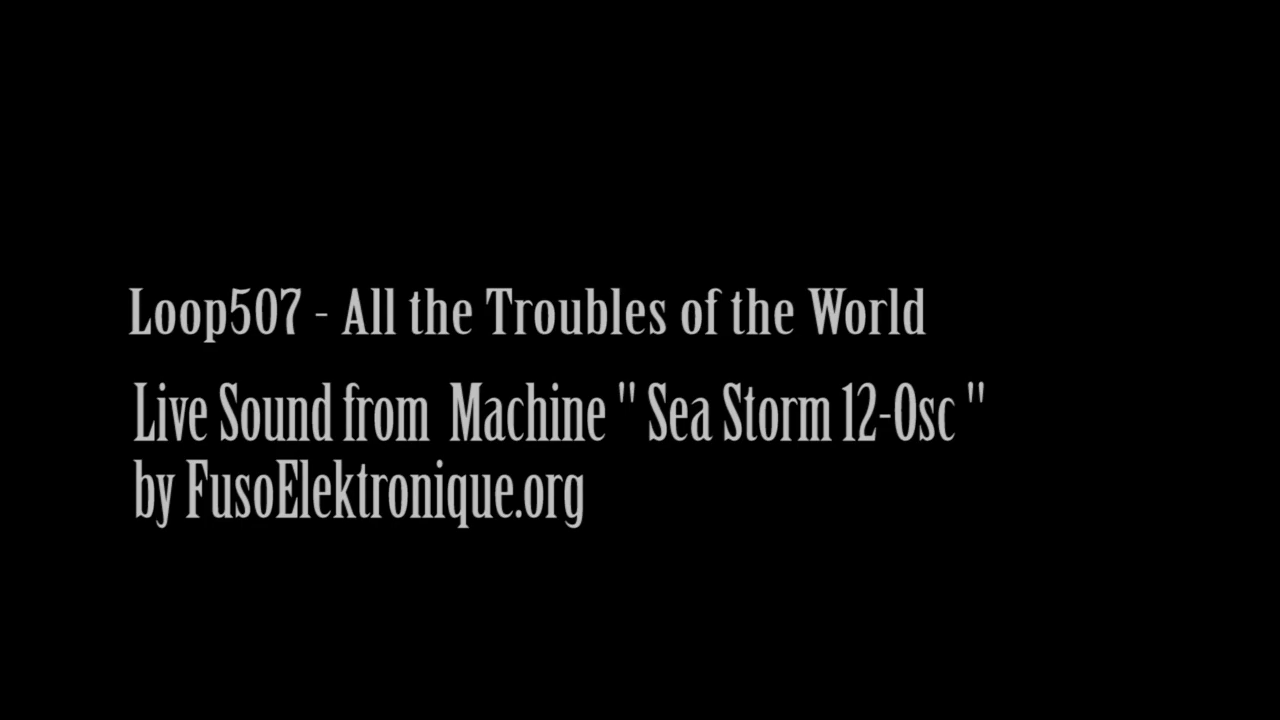 Loop507 - All the Troubles of the World
Live Sound from Machine " Sea Storm 12-Osc "
by FusoElektronique.org